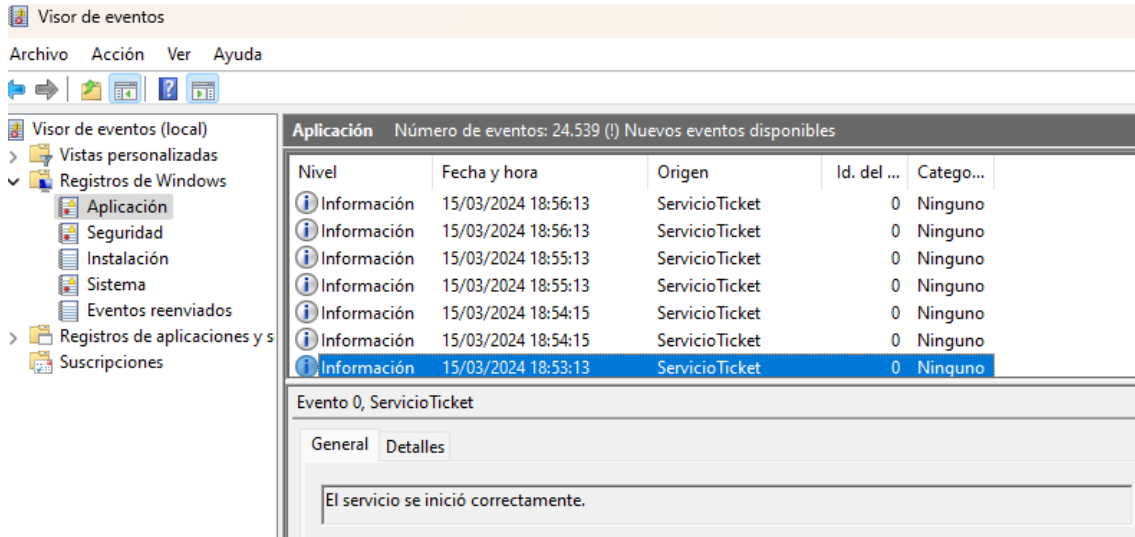 Visor de eventos
Archivo Acción Ver Ayuda
Visor de eventos (local)
Vistas personalizadas
Registros de Windows
Aplicación
Seguridad
Instalación
Sistema
Eventos reenviados
Registros de aplicaciones y s
Suscripciones
Aplicación Número de eventos: 24.539 (!) Nuevos eventos disponibles
Nivel Fecha y hora Origen Id. del ... Catego...
Información 15/03/2024 18:56:13 ServicioTicket 0 Ninguno
Información 15/03/2024 18:56:13 ServicioTicket 0 Ninguno
Información 15/03/2024 18:55:13 ServicioTicket 0 Ninguno
Información 15/03/2024 18:55:13 ServicioTicket 0 Ninguno
Información 15/03/2024 18:54:15 ServicioTicket 0 Ninguno
Información 15/03/2024 18:54:15 ServicioTicket 0 Ninguno
Información 15/03/2024 18:53:13 ServicioTicket 0 Ninguno
Evento 0, ServicioTicket
General Detalles
El servicio se inició correctamente.